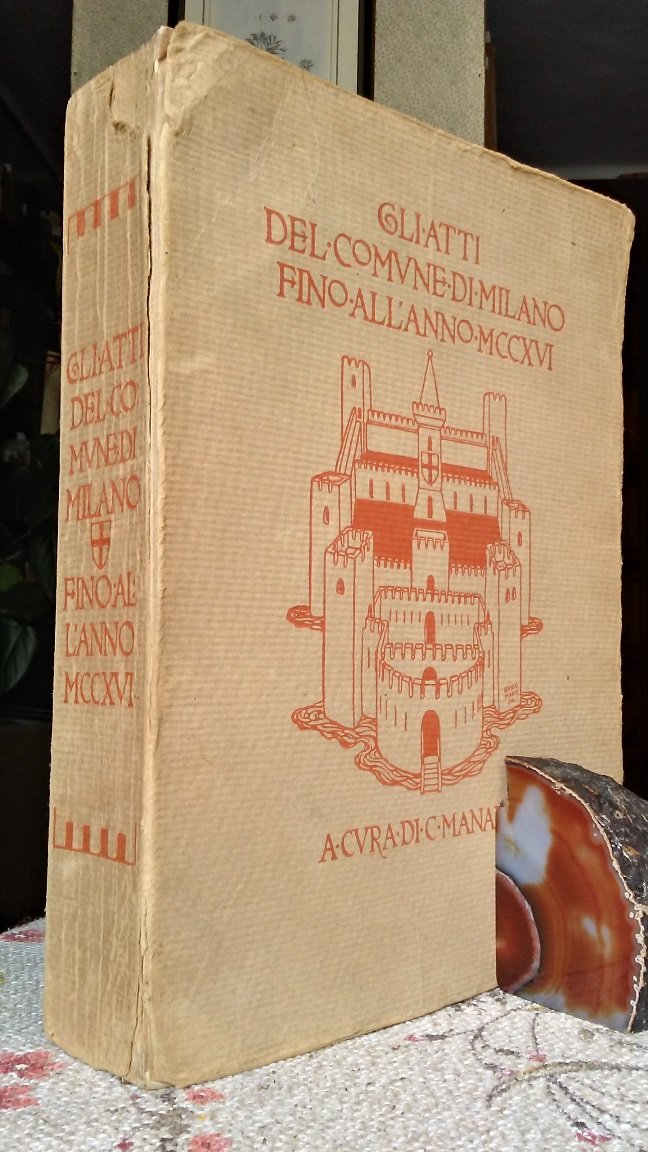 GLI·ATTI
DEL·COMVNE·DI·MILANO
FINO·ALL'ANNO·MCCXVI
A·CVRA·DI·C·MANA
GLI·ATTI
DEL·CO·
MVNE·DI
MILANO
FINO·AL·
L'ANNO
MCCXVI